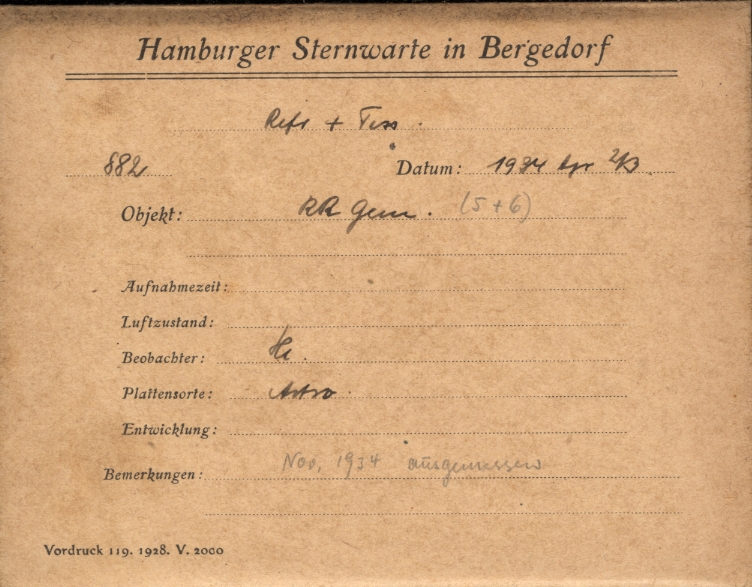 Hamburger Sternwarte in Bergedorf
Refr + Tess.
882 Datum: 1934 Apr 2/3
Objekt: RR Gem. (5+6)
Aufnahmezeit:
Luftzustand:
Beobachter:
Plattensorte: Astro.
Entwicklung:
Bemerkungen: Nov, 1934 ausgemessen
Vordruck 119. 1928. V. 2000